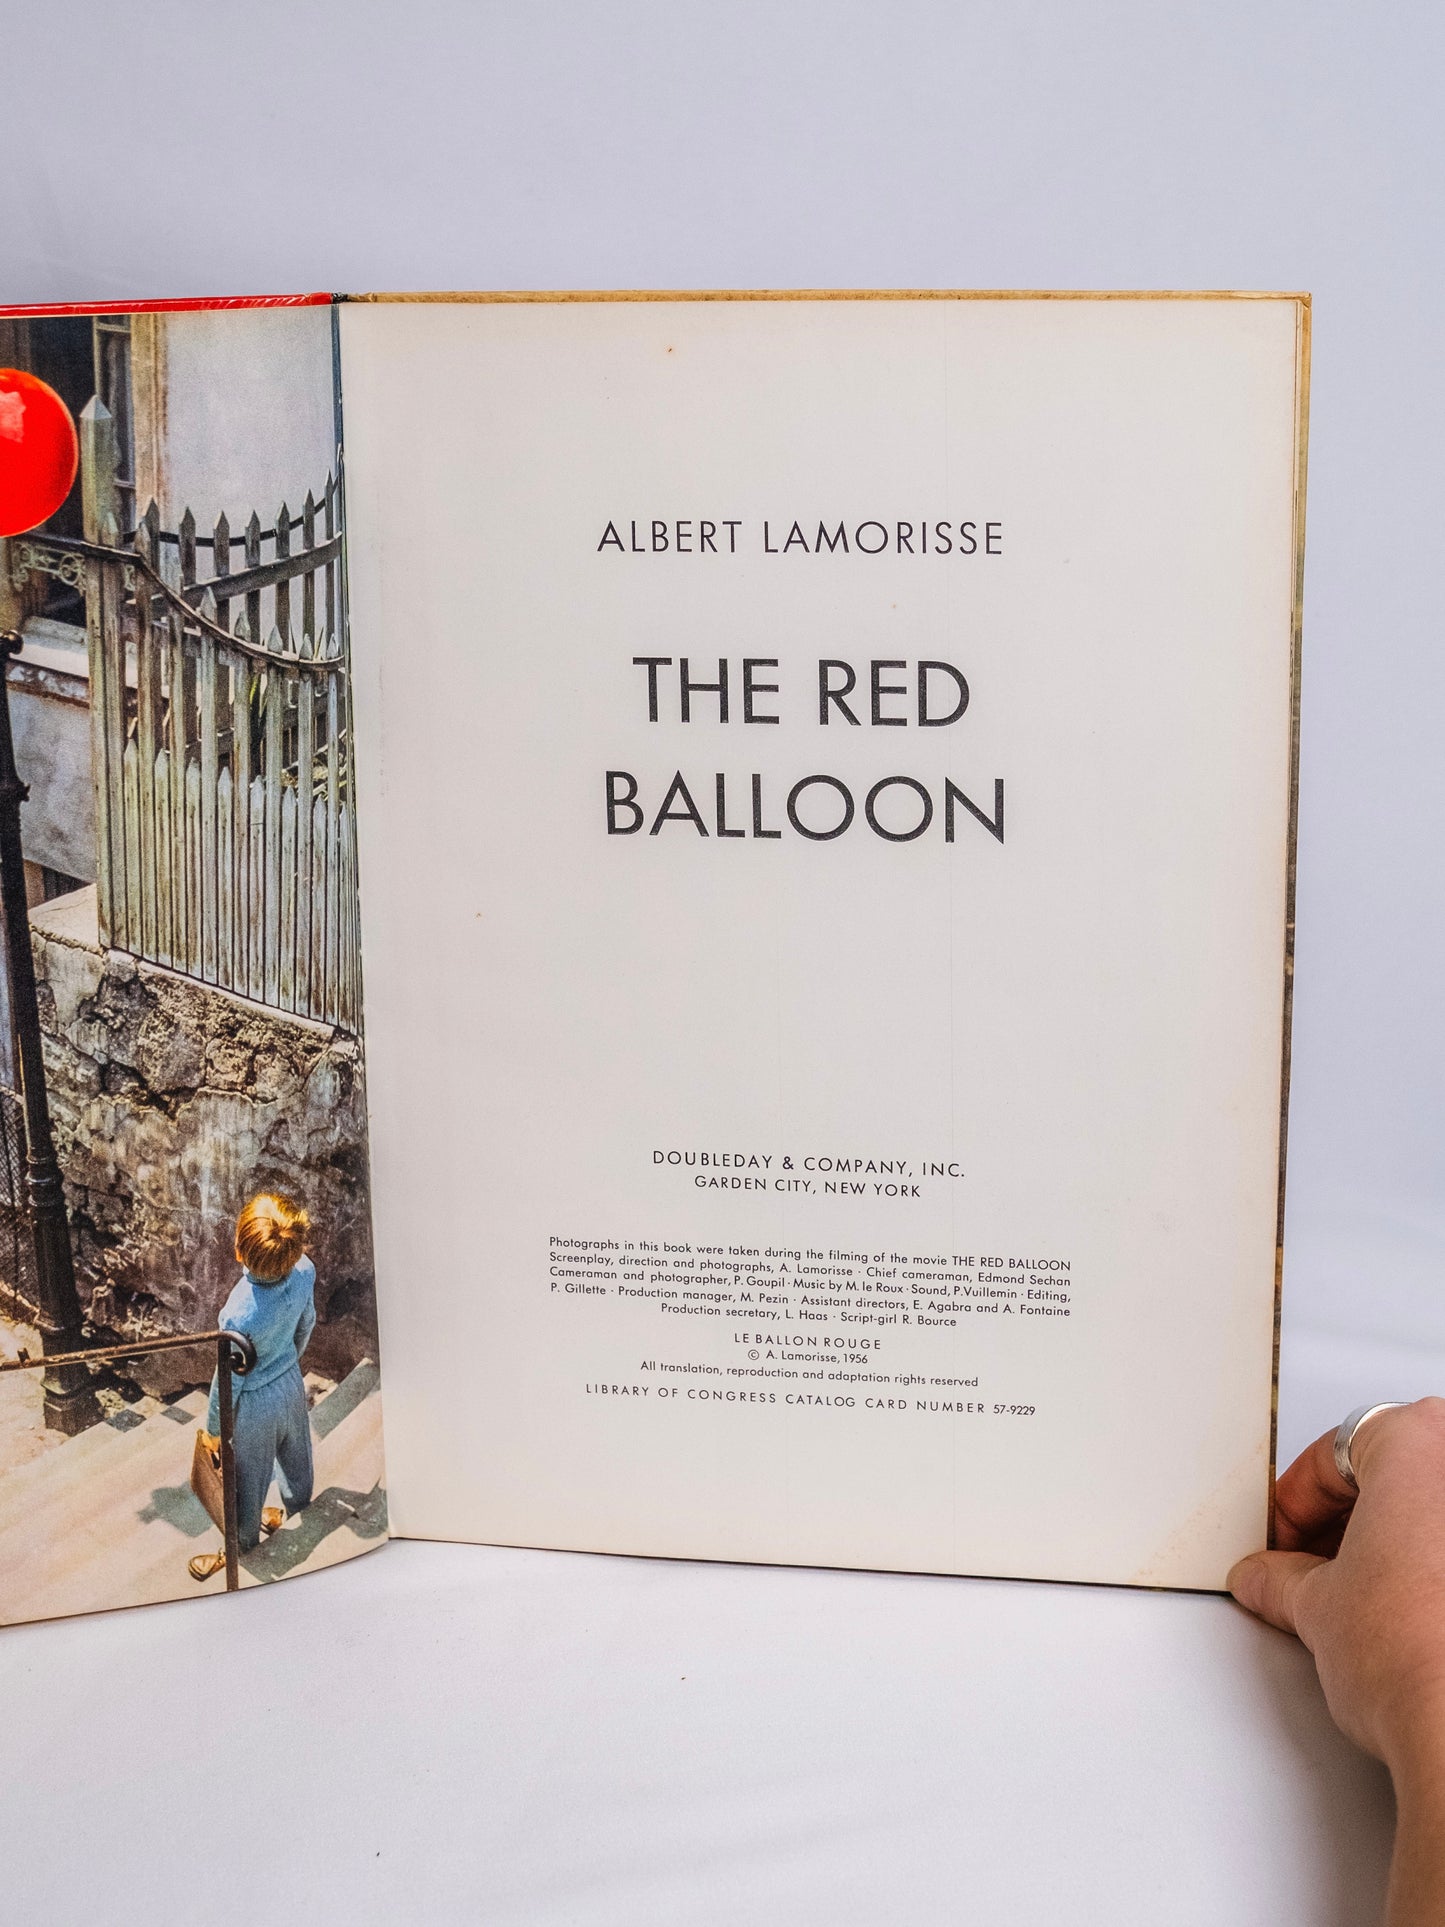 ALBERT LAMORISSE
THE RED
BALLOON
DOUBLEDAY & COMPANY, INC.
GARDEN CITY, NEW YORK
Photographs in this book were taken during the filming of the movie THE RED BALLOON
Screenplay, direction and photographs, A. Lamorisse · Chief cameraman, Edmond Sechan
Cameraman and photographer, P. Goupil · Music by M. le Roux · Sound, P.Vuillemin · Editing,
P. Gillette · Production manager, M. Pezin · Assistant directors, E. Agabra and A. Fontaine
Production secretary, L. Haas · Script-girl R. Bource
LE BALLON ROUGE
© A. Lamorisse, 1956
All translation, reproduction and adaptation rights reserved
LIBRARY OF CONGRESS CATALOG CARD NUMBER 57-9229